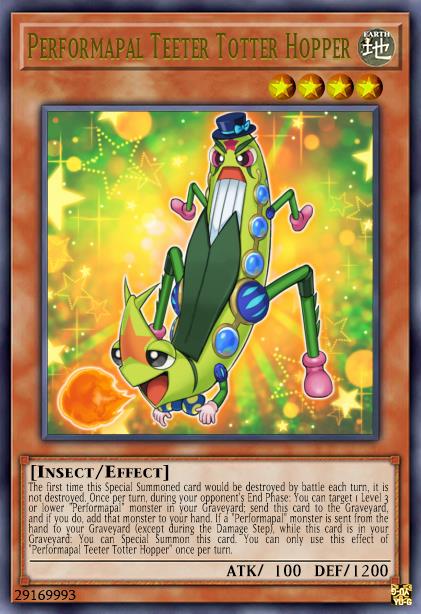 PERFORMAPAL TEETER TOTTER HOPPER
EARTH
地
[INSECT/EFFECT]
The first time this Special Summoned card would be destroyed by battle each turn, it is
not destroyed. Once per turn, during your opponent's End Phase: You can target 1 Level 3
or lower "Performapal" monster in your Graveyard; send this card to the Graveyard,
and if you do, add that monster to your hand. If a "Performapal" monster is sent from
the hand to your Graveyard (except during the Damage Step), while this card is in your
Graveyard: You can Special Summon this card. You can only use this effect of
"Performapal Teeter Totter Hopper" once per turn.
ATK/ 100 DEF/1200
29169993